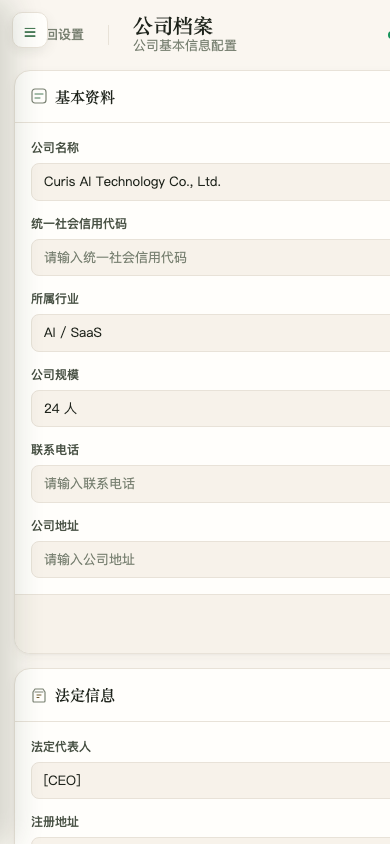 回设置
公司档案
公司基本信息配置
基本资料
公司名称
Curis AI Technology Co., Ltd.
统一社会信用代码
请输入统一社会信用代码
所属行业
AI / SaaS
公司规模
24 人
联系电话
请输入联系电话
公司地址
请输入公司地址
法定信息
法定代表人
[CEO]
注册地址